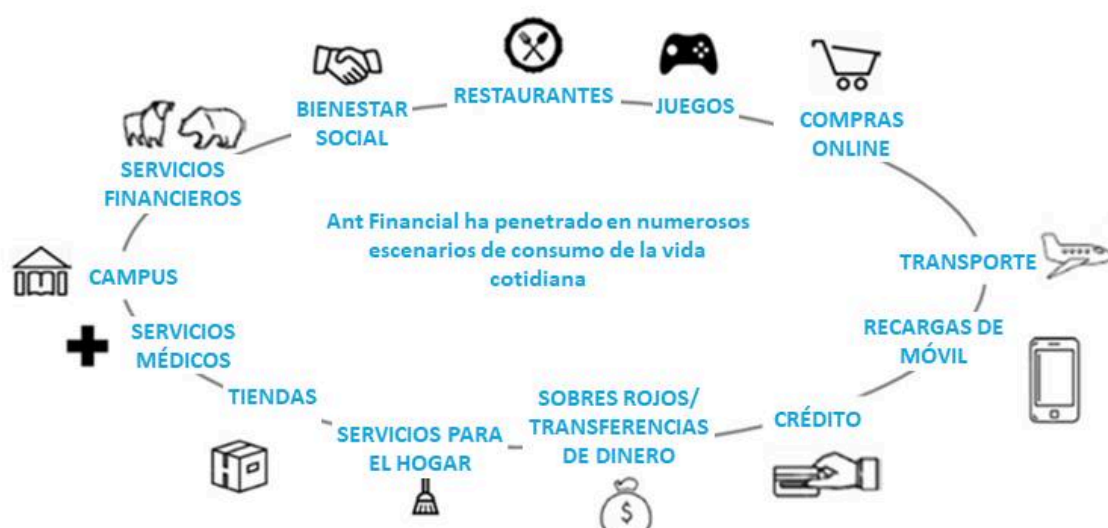 RESTAURANTES
JUEGOS
COMPRAS
ONLINE
TRANSPORTE
RECARGAS DE
MÓVIL
CRÉDITO
SOBRES ROJOS/
TRANSFERENCIAS
DE DINERO
$
SERVICIOS PARA
EL HOGAR
TIENDAS
SERVICIOS
MÉDICOS
CAMPUS
SERVICIOS
FINANCIEROS
BIENESTAR
SOCIAL
Ant Financial ha penetrado en numerosos
escenarios de consumo de la vida
cotidiana